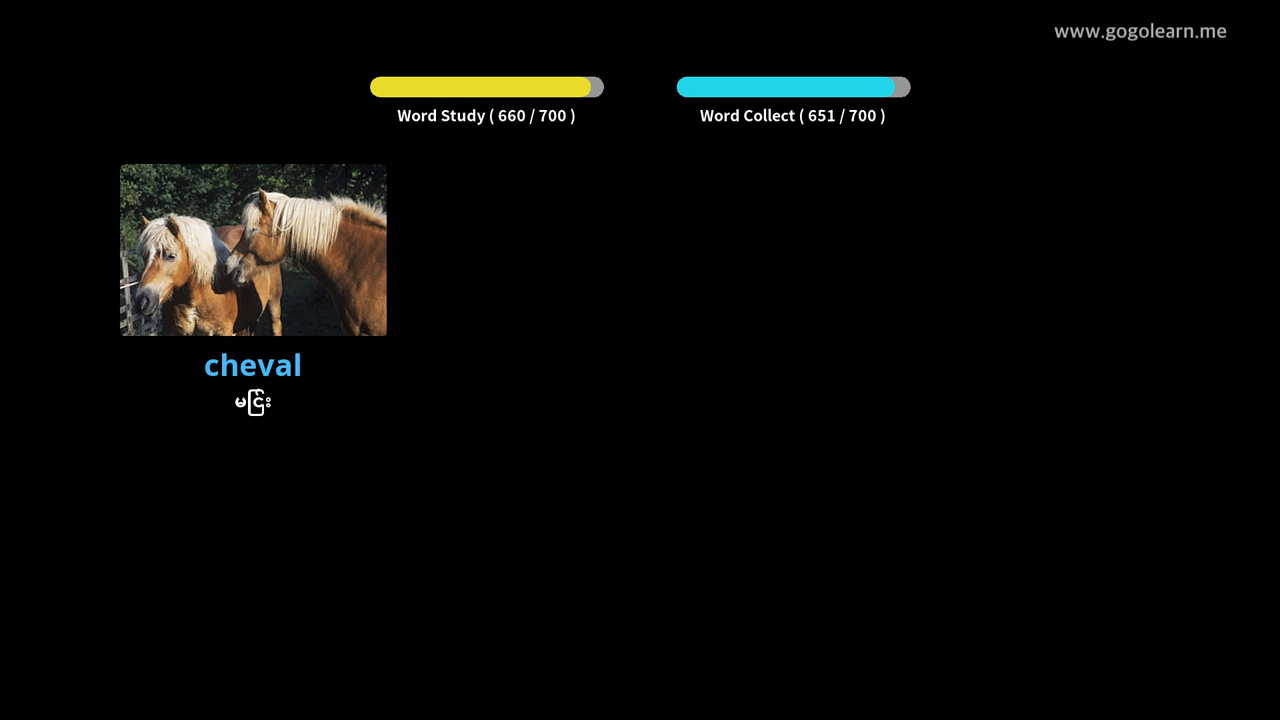 www.gogolearn.me
Word Study ( 660 / 700 )
Word Collect ( 651 / 700 )
cheval
မြင်း